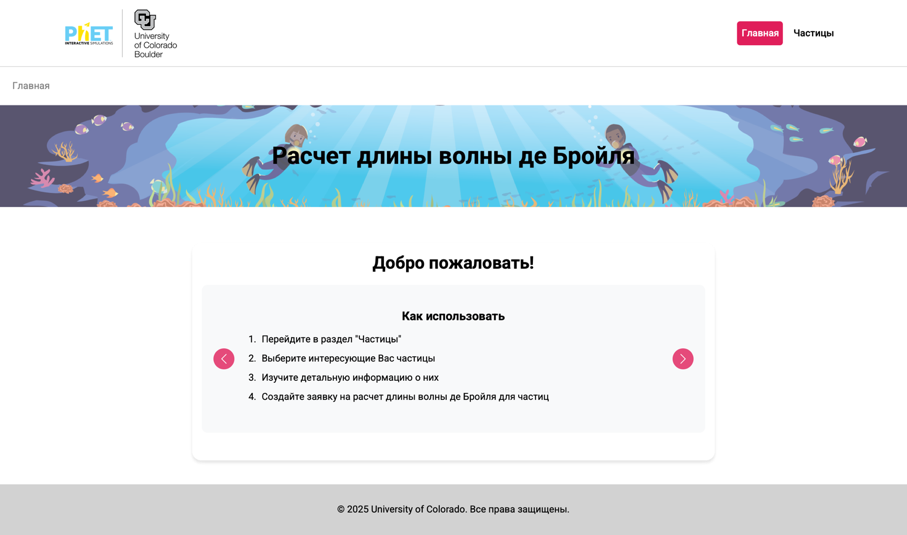 PhET
INTERACTIVE SIMULATIONS
University
of Colorado
Boulder
Главная
Частицы
Главная
Расчет длины волны де Бройля
Добро пожаловать!
Как использовать
1. Перейдите в раздел "Частицы"
2. Выберите интересующие Вас частицы
3. Изучите детальную информацию о них
4. Создайте заявку на расчет длины волны де Бройля для частиц
© 2025 University of Colorado. Все права защищены.